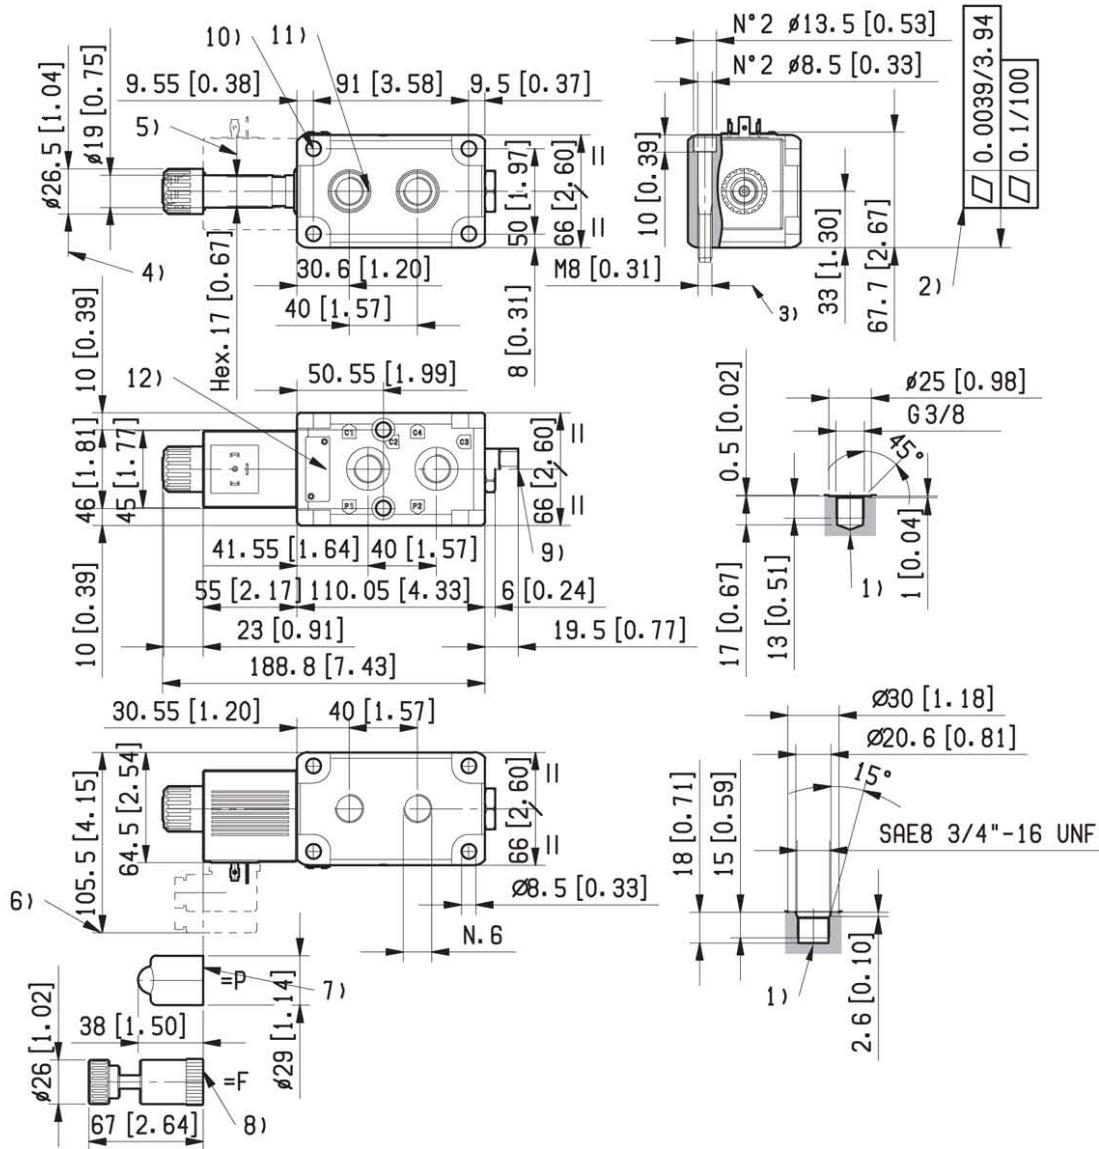 10) 11)
N°2 ø13.5 [0.53]
9.55 [0.38] 91 [3.58] 9.5 [0.37]
N°2 ø8.5 [0.33]
ø26.5 [1.04]
ø19 [0.75]
5)
50 [1.97]
66 [2.60]
=
=
10 [0.39]
33 [1.30]
67.7 [2.67]
0.0039/3.94
0.1/100
4)
30.6 [1.20]
M8 [0.31]
3)
2)
40 [1.57]
8 [0.31]
Hex.17 [0.67]
10 [0.39]
12)
50.55 [1.99]
ø25 [0.98]
G3/8
45°
0.5 [0.02]
C1 C2 C4 C3
P1 P2
46 [1.81]
45 [1.77]
66 [2.60]
=
=
9)
41.55 [1.64] 40 [1.57]
1)
1 [0.04]
13 [0.51]
17 [0.67]
55 [2.17] 110.05 [4.33] 6 [0.24]
10 [0.39]
23 [0.91] 19.5 [0.77]
188.8 [7.43]
30.55 [1.20] 40 [1.57]
Ø30 [1.18]
Ø20.6 [0.81]
15°
SAE8 3/4"-16 UNF
105.5 [4.15]
64.5 [2.54]
66 [2.60]
=
=
18 [0.71]
15 [0.59]
6)
Ø8.5 [0.33]
N.6
=P
7)
1)
2.6 [0.10]
38 [1.50]
ø29 [1.14]
ø26 [1.02]
=F
67 [2.64]
8)